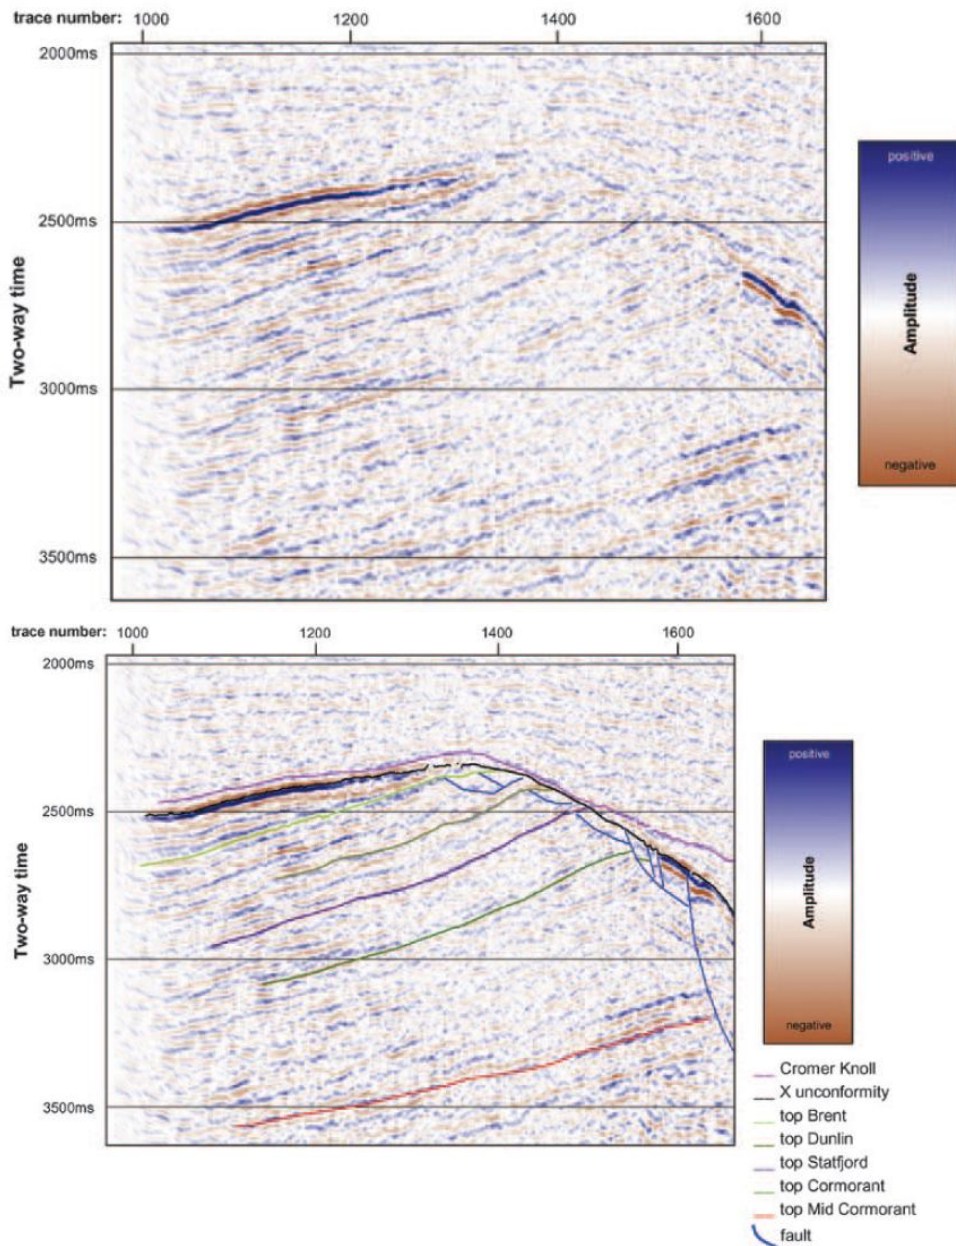 trace number: 1000 1200 1400 1600
2000ms
2500ms
3000ms
3500ms
Two-way time
positive
Amplitude
negative
trace number: 1000 1200 1400 1600
2000ms
2500ms
3000ms
3500ms
Two-way time
positive
Amplitude
negative
Cromer Knoll
X unconformity
top Brent
top Dunlin
top Statfjord
top Cormorant
top Mid Cormorant
fault